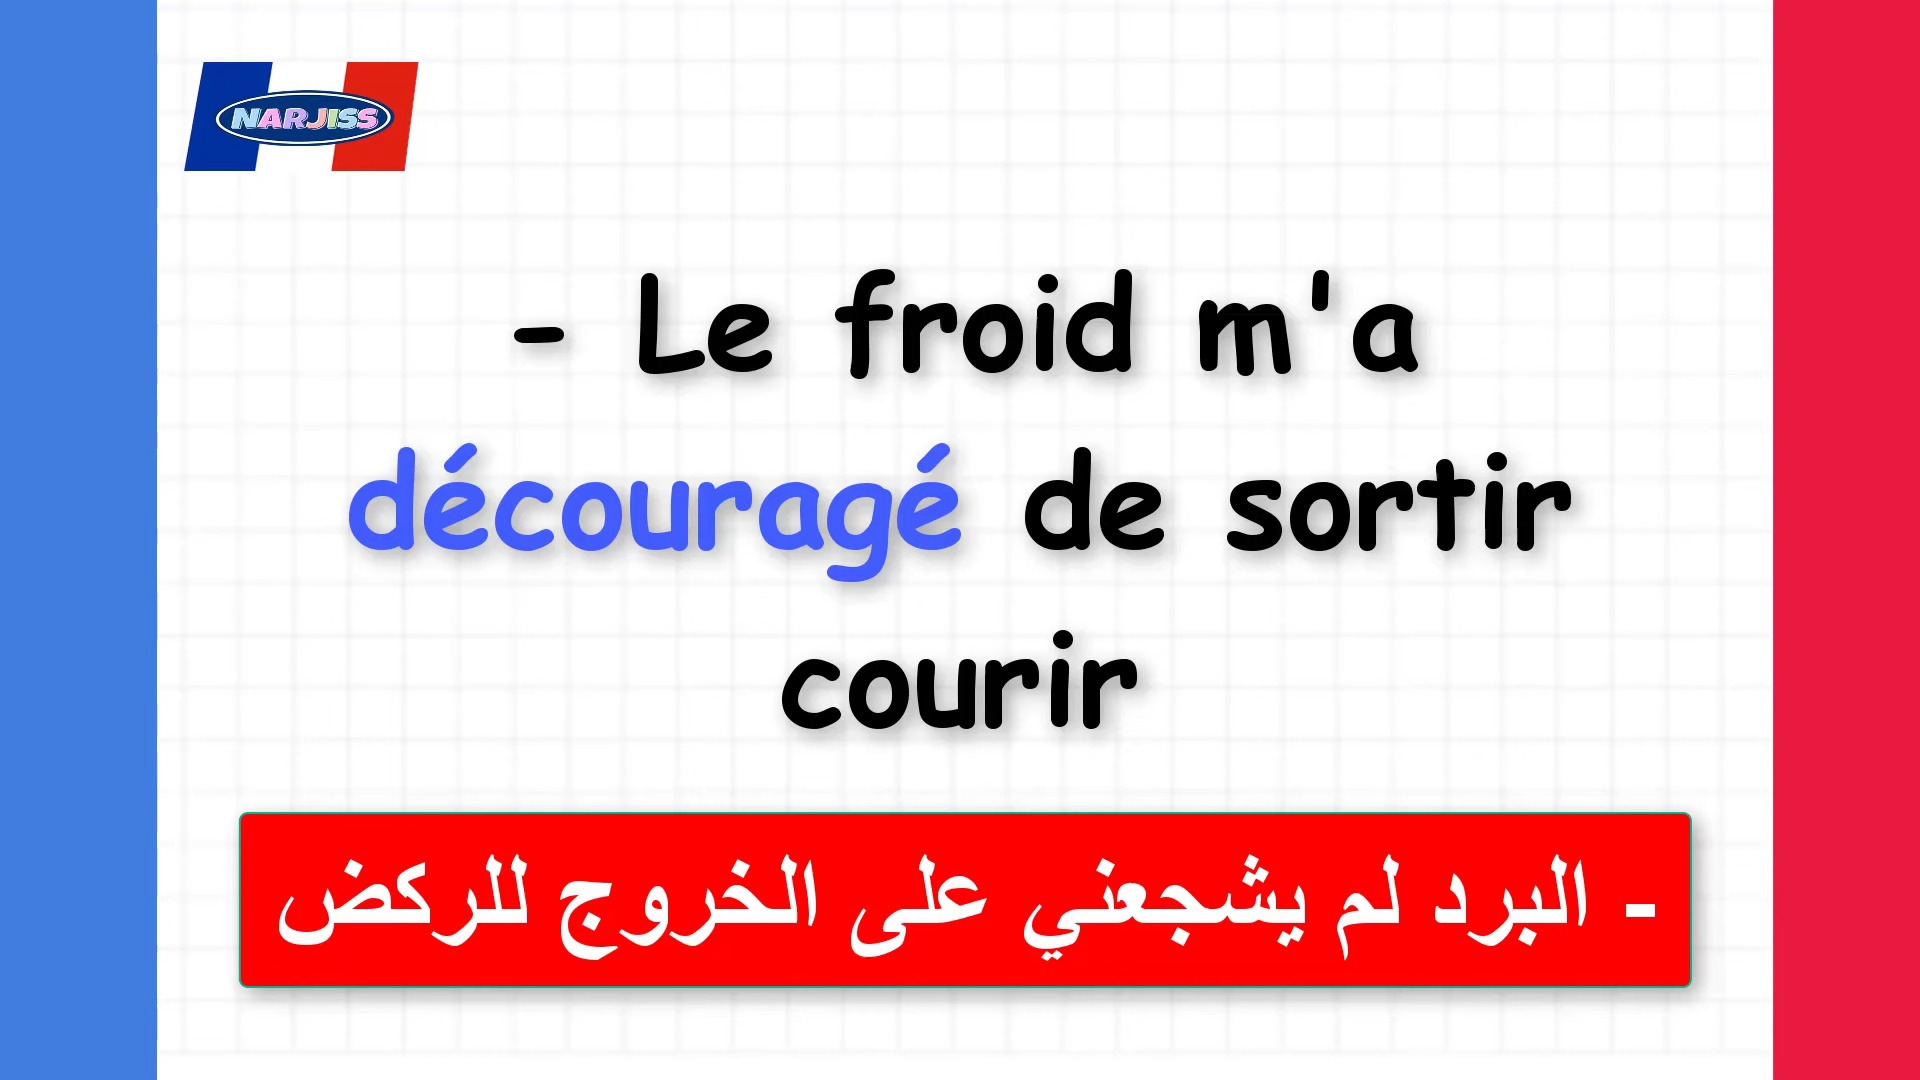 NARJISS
- Le froid m'a
découragé de sortir
courir
- البرد لم يشجعني على الخروج للركض